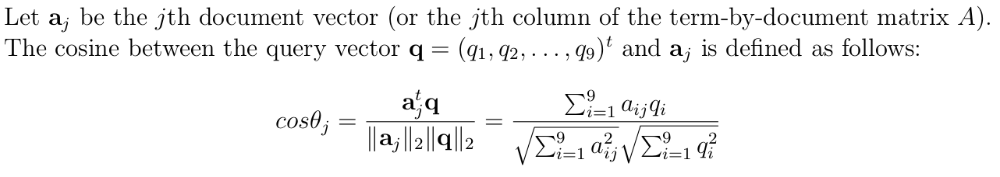 Let $\mathbf{a}_j$ be the $j$th document vector (or the $j$th column of the term-by-document matrix $A$).
The cosine between the query vector $\mathbf{q} = (q_1, q_2, \ldots, q_9)^t$ and $\mathbf{a}_j$ is defined as follows:
$$cos\theta_j = \frac{\mathbf{a}_j^t \mathbf{q}}{\|\mathbf{a}_j\|_2 \|\mathbf{q}\|_2} = \frac{\sum_{i=1}^{9} a_{ij} q_i}{\sqrt{\sum_{i=1}^{9} a_{ij}^2} \sqrt{\sum_{i=1}^{9} q_i^2}}$$